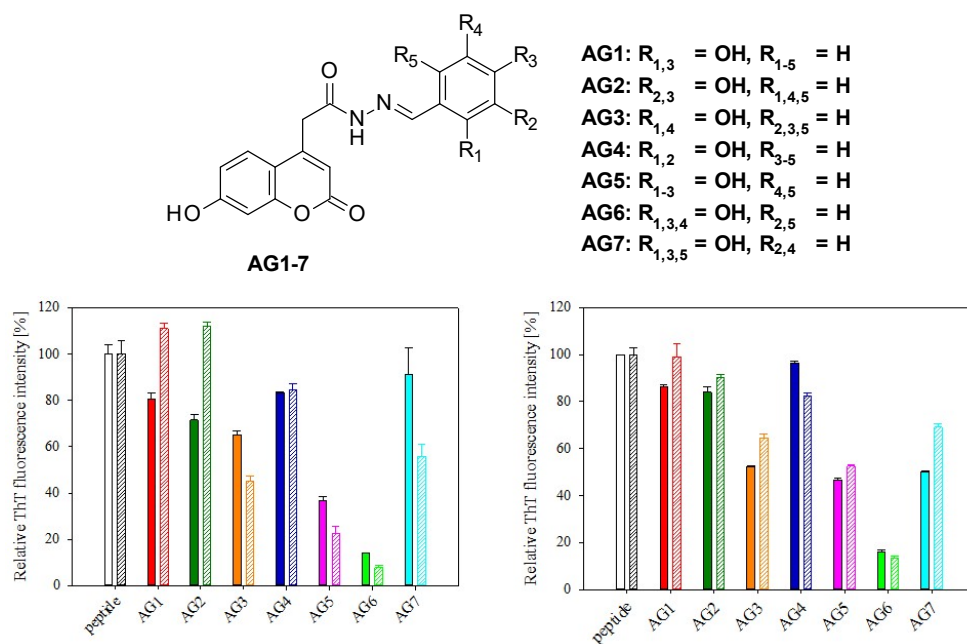 R4
R5
R3
O
N
N
H
R2
R1
HO
O
O
AG1-7
AG1: R1,3 = OH, R1-5 = H
AG2: R2,3 = OH, R1,4,5 = H
AG3: R1,4 = OH, R2,3,5 = H
AG4: R1,2 = OH, R3-5 = H
AG5: R1-3 = OH, R4,5 = H
AG6: R1,3,4 = OH, R2,5 = H
AG7: R1,3,5 = OH, R2,4 = H
Relative ThT fluorescence intensity [%]
120
100
80
60
40
20
0
peptide
AG1
AG2
AG3
AG4
AG5
AG6
AG7
Relative ThT fluorescence intensity [%]
120
100
80
60
40
20
0
peptide
AG1
AG2
AG3
AG4
AG5
AG6
AG7